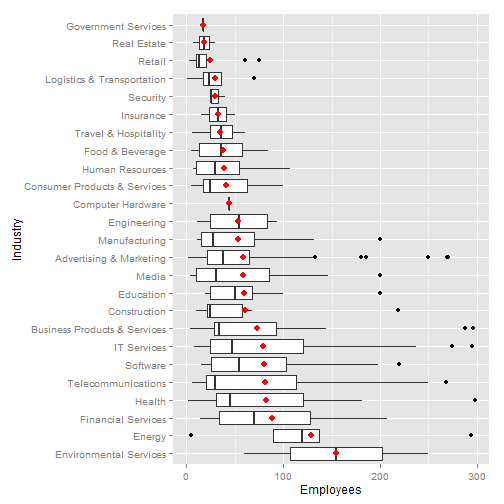 Government Services
Real Estate
Retail
Logistics & Transportation
Security
Insurance
Travel & Hospitality
Food & Beverage
Human Resources
Consumer Products & Services
Computer Hardware
Engineering
Manufacturing
Advertising & Marketing
Media
Education
Construction
Business Products & Services
IT Services
Software
Telecommunications
Health
Financial Services
Energy
Environmental Services
Industry
0 100 200 300
Employees